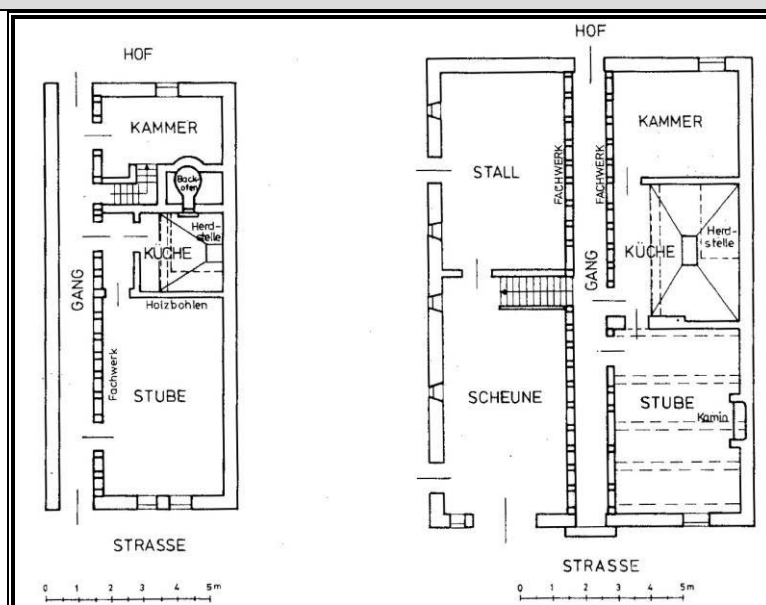 HOF
KAMMER
Back-
ofen
Herd-
stelle
KÜCHE
GANG
Holzbohlen
Fachwerk
STUBE
STRASSE
0 1 2 3 4 5m
HOF
KAMMER
STALL
FACHWERK
FACHWERK
Herd-
stelle
KÜCHE
GANG
SCHEUNE
STUBE
Kamin
STRASSE
0 1 2 3 4 5m